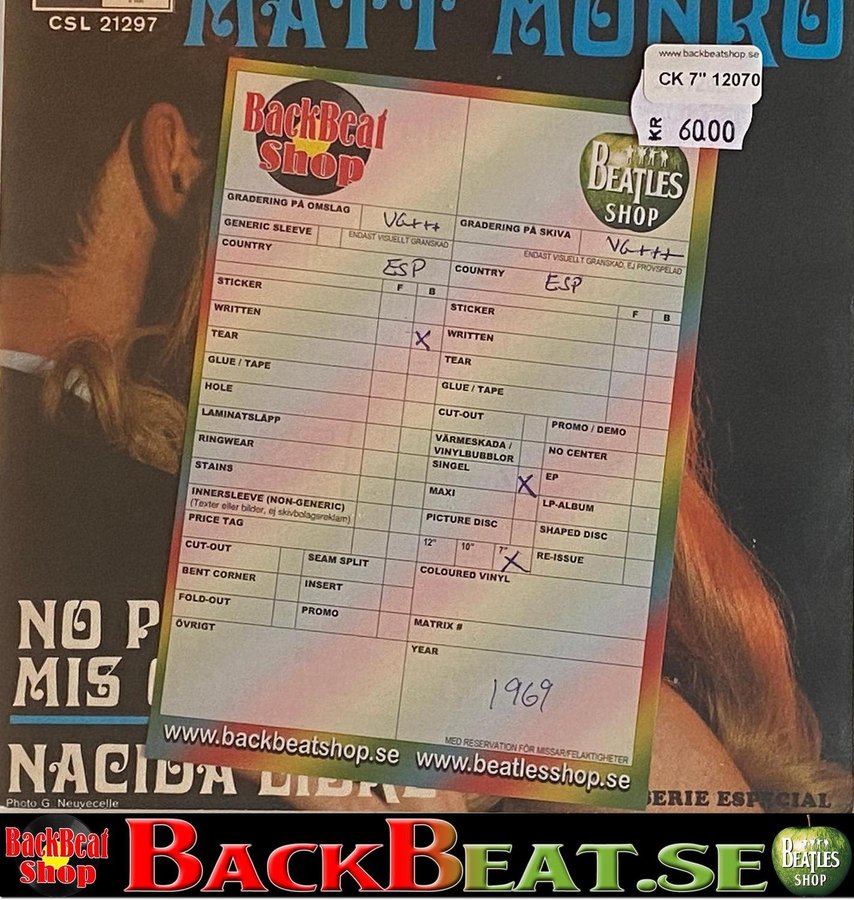 CSL 21297
MATT MONRO
www.backbeatshop.se
CK 7" 12070
KR 60.00
BackBeat
Shop
BEATLES
SHOP
GRADERING PÅ OMSLAG VG+++
GENERIC SLEEVE
ENDAST VISUELLT GRANSKAD
COUNTRY ESP
F B
STICKER
WRITTEN
TEAR X
GLUE / TAPE
HOLE
LAMINATSLÄPP
RINGWEAR
STAINS
INNERSLEEVE (NON-GENERIC)
(Texter eller bilder, ej skivbolagsreklam)
PRICE TAG
CUT-OUT SEAM SPLIT
BENT CORNER INSERT
FOLD-OUT PROMO
ÖVRIGT
GRADERING PÅ SKIVA VG+++
ENDAST VISUELLT GRANSKAD, EJ PROVSPELAD
COUNTRY ESP
F B
STICKER
WRITTEN
TEAR
GLUE / TAPE
CUT-OUT PROMO / DEMO
VÄRMESKADA /
VINYLBUBBLOR NO CENTER
SINGEL X EP
MAXI LP-ALBUM
PICTURE DISC SHAPED DISC
12" 10" 7" X RE-ISSUE
COLOURED VINYL
MATRIX #
YEAR
1969
MED RESERVATION FÖR MISSAR/FELAKTIGHETER
www.backbeatshop.se www.beatlesshop.se
NO P
MIS
NACIDA LIBRE
Photo G. Neuvecelle
SERIE ESPECIAL
BackBeat
Shop
BACKBEAT.SE
BEATLES
SHOP